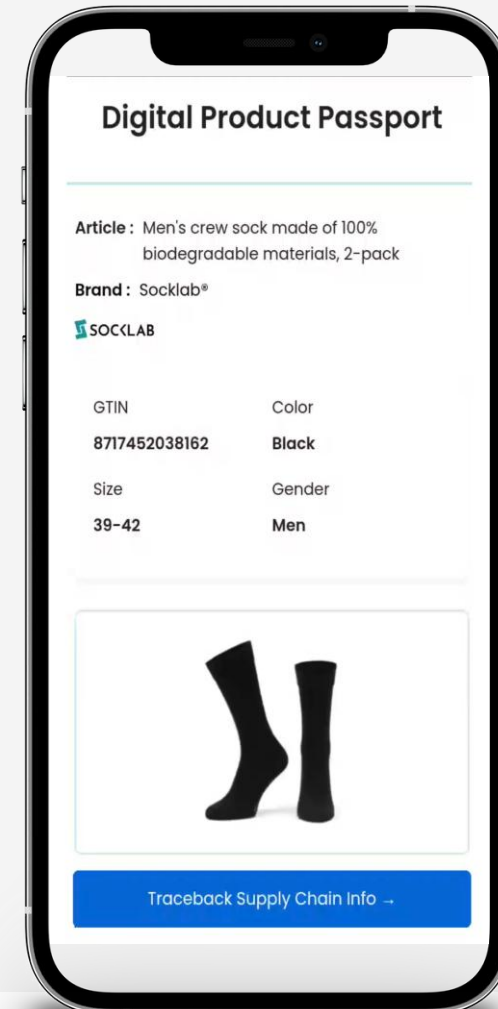 Digital Product Passport
Article : Men's crew sock made of 100%
biodegradable materials, 2-pack
Brand : Socklab®
SOCKLAB
GTIN Color
8717452038162 Black
Size Gender
39-42 Men
Traceback Supply Chain Info →